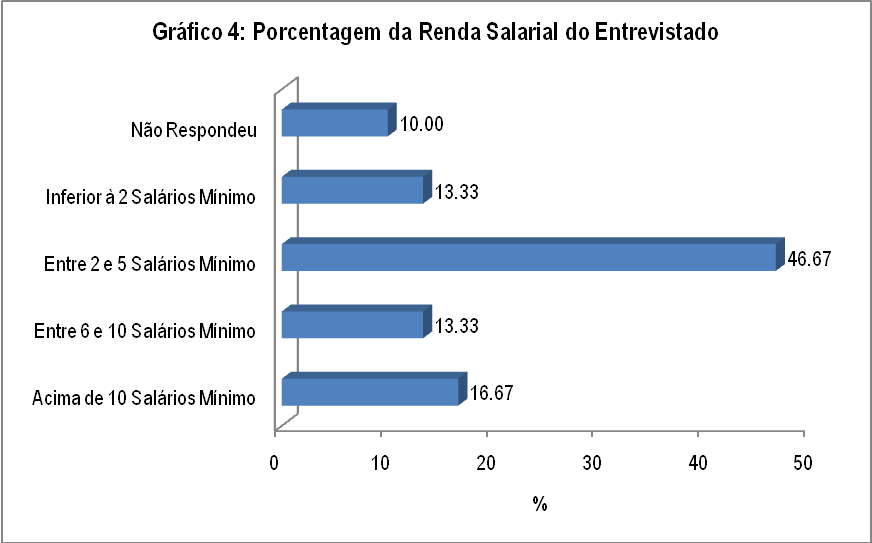 Gráfico 4: Porcentagem da Renda Salarial do Entrevistado
Não Respondeu
10.00
Inferior à 2 Salários Mínimo
13.33
Entre 2 e 5 Salários Mínimo
46.67
Entre 6 e 10 Salários Mínimo
13.33
Acima de 10 Salários Mínimo
16.67
0 10 20 30 40 50
%